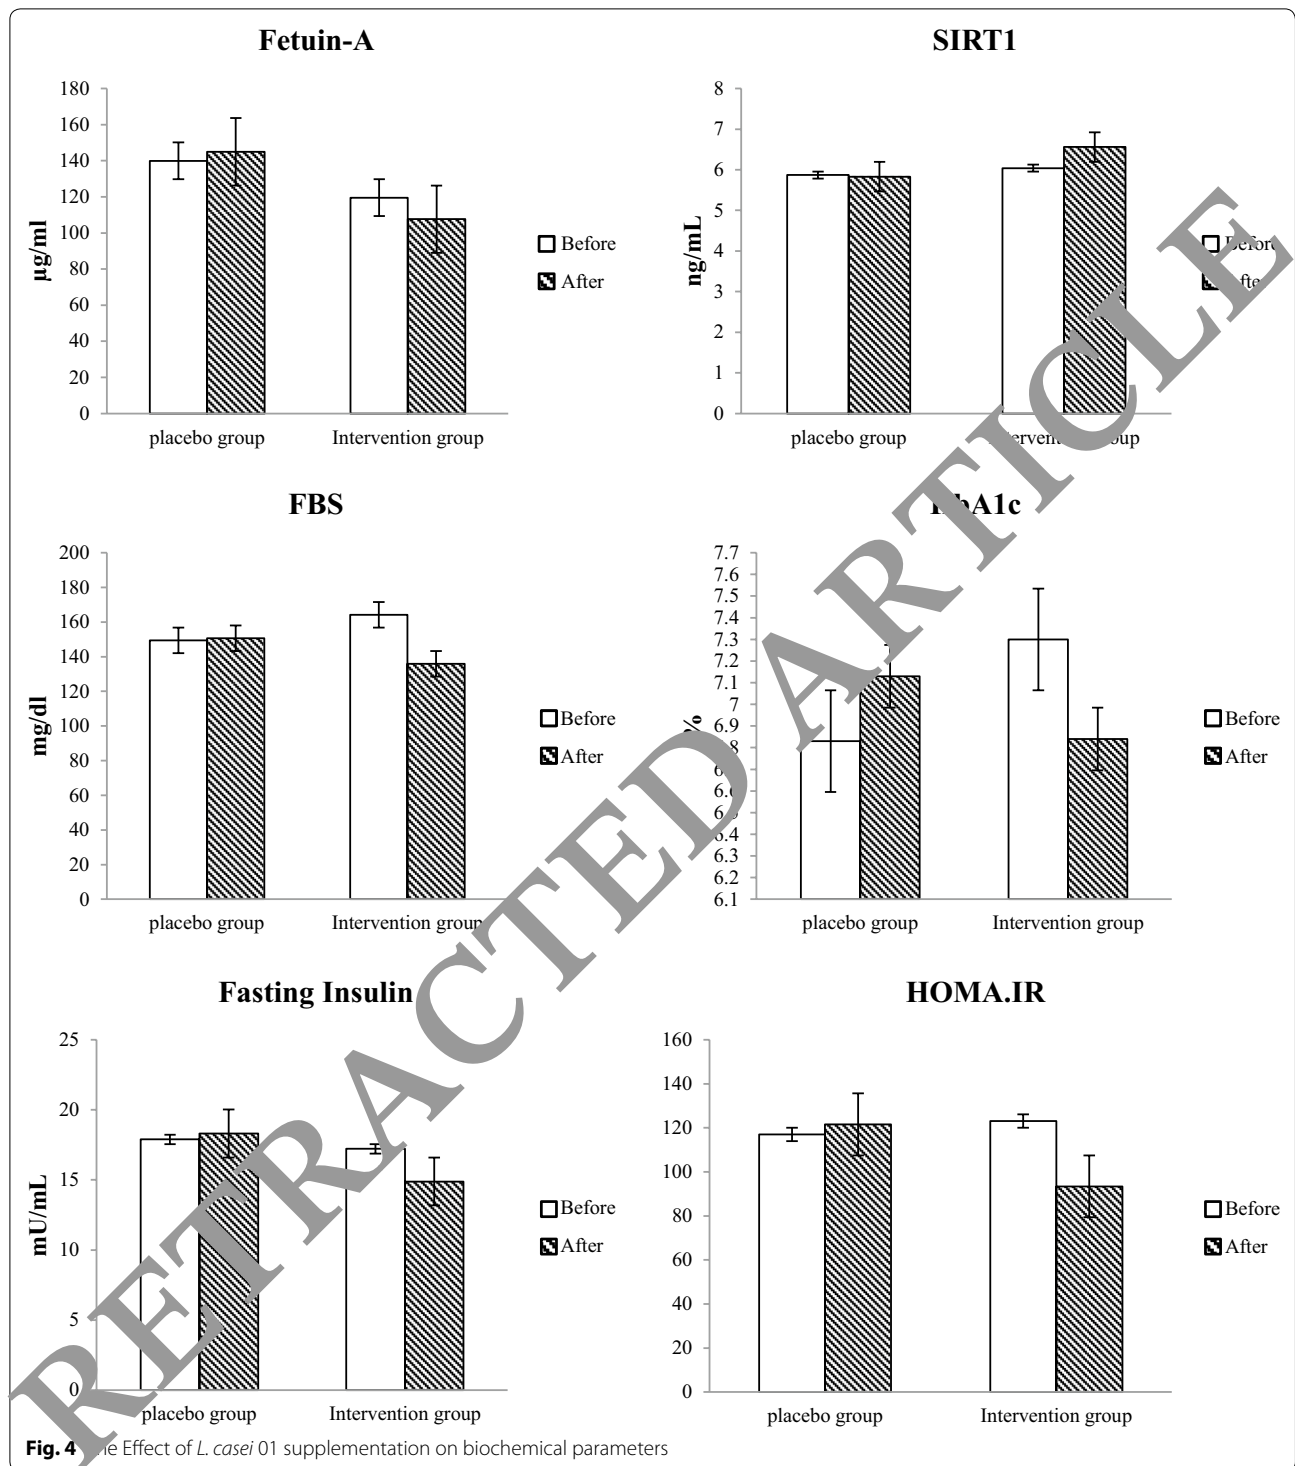 Fetuin-A
180
160
140
120
100
80
60
40
20
0
µg/ml
placebo group Intervention group
Before
After
SIRT1
8
7
6
5
4
3
2
1
0
ng/mL
placebo group
Before
FBS
200
180
160
140
120
100
80
60
40
20
0
mg/dl
placebo group Intervention group
Before
After
7.7
7.6
7.5
7.4
7.3
7.2
7.1
7
6.9
6.6
6.4
6.3
6.2
6.1
%
placebo group Intervention group
Before
After
Fasting Insulin
25
20
15
10
5
0
mU/mL
placebo group Intervention group
Before
After
HOMA.IR
160
140
120
100
80
60
40
20
0
placebo group Intervention group
Before
After
Fig. 4 Effect of L. casei 01 supplementation on biochemical parameters
RETRACTED ARTICLE